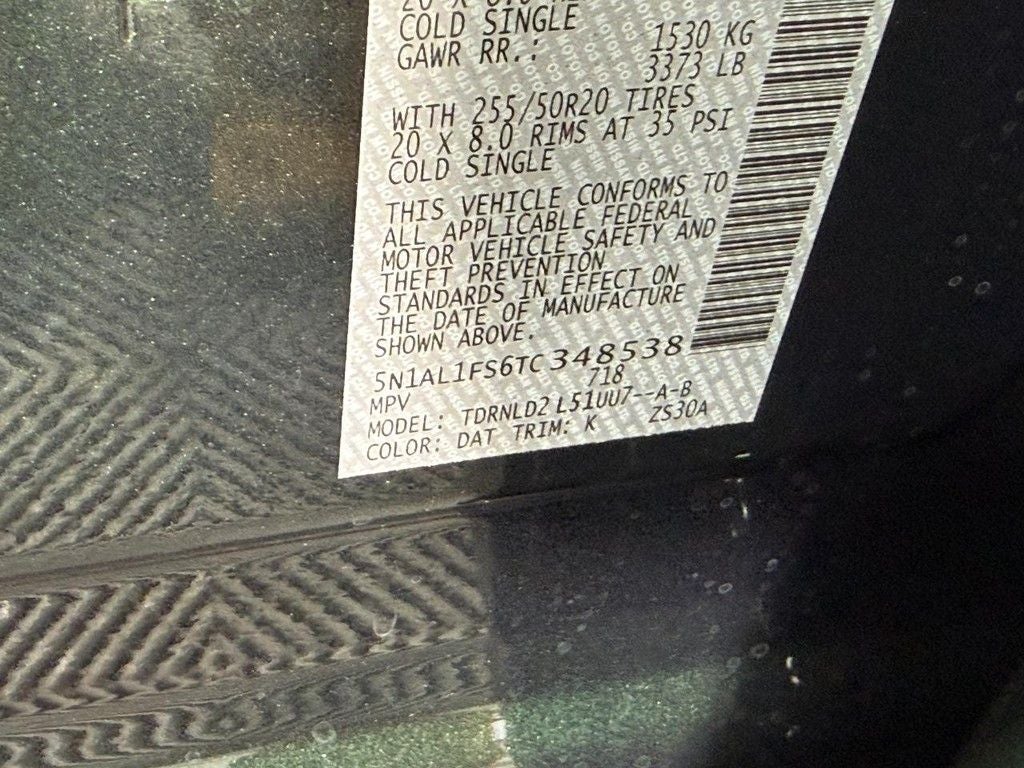 COLD SINGLE
GAWR RR.: 1530 KG
3373 LB
WITH 255/50R20 TIRES
20 X 8.0 RIMS AT 35 PSI
COLD SINGLE
THIS VEHICLE CONFORMS TO
ALL APPLICABLE FEDERAL
MOTOR VEHICLE SAFETY AND
THEFT PREVENTION
STANDARDS IN EFFECT ON
THE DATE OF MANUFACTURE
SHOWN ABOVE.
5N1AL1FS6TC348538
MPV 718
MODEL: TDRNLD2 L51UU7--A-B
COLOR: DAT TRIM: K ZS30A